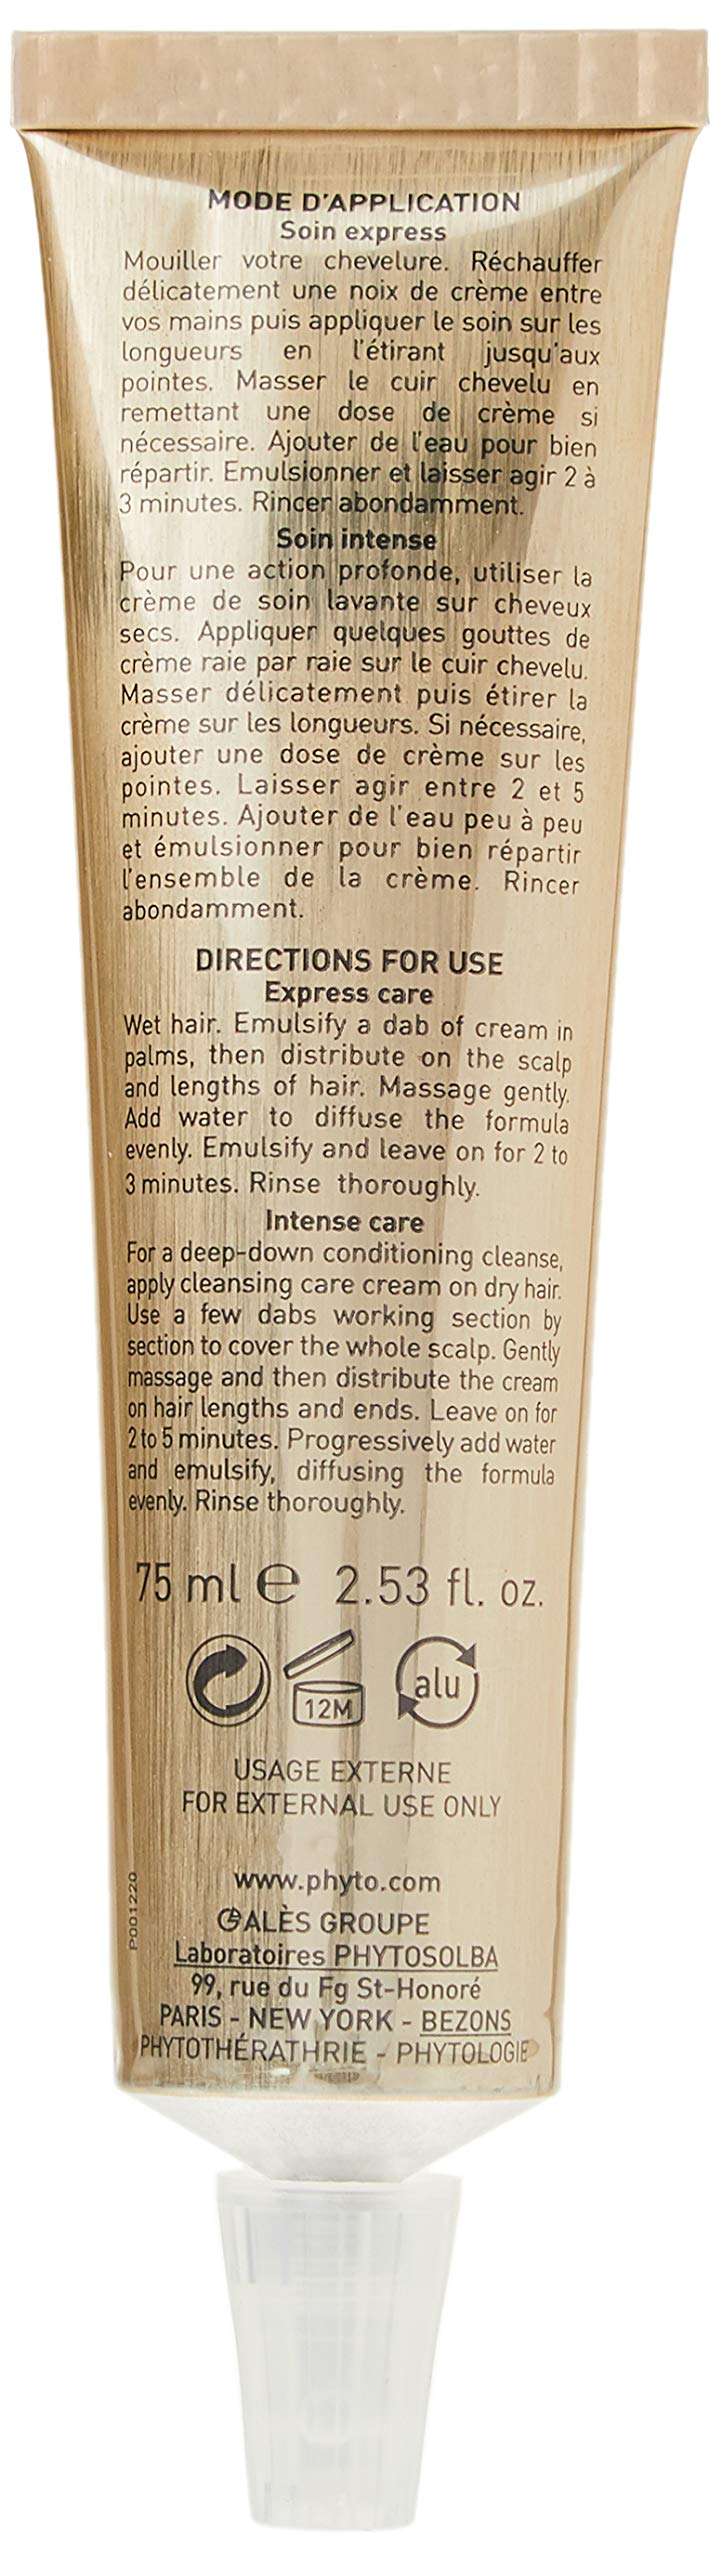 MODE D'APPLICATION
Soin express
Mouiller votre chevelure. Réchauffer
délicatement une noix de crème entre
vos mains puis appliquer le soin sur les
longueurs en l'étirant jusqu'aux
pointes. Masser le cuir chevelu en
remettant une dose de crème si
nécessaire. Ajouter de l'eau pour bien
répartir. Emulsionner et laisser agir 2 à
3 minutes. Rincer abondamment.
Soin intense
Pour une action profonde, utiliser la
crème de soin lavante sur cheveux
secs. Appliquer quelques gouttes de
crème raie par raie sur le cuir chevelu.
Masser délicatement puis étirer la
crème sur les longueurs. Si nécessaire,
ajouter une dose de crème sur les
pointes. Laisser agir entre 2 et 5
minutes. Ajouter de l'eau peu à peu
et émulsionner pour bien répartir
l'ensemble de la crème. Rincer
abondamment.
DIRECTIONS FOR USE
Express care
Wet hair. Emulsify a dab of cream in
palms, then distribute on the scalp
and lengths of hair. Massage gently.
Add water to diffuse the formula
evenly. Emulsify and leave on for 2 to
3 minutes. Rinse thoroughly.
Intense care
For a deep-down conditioning cleanse,
apply cleansing care cream on dry hair.
Use a few dabs working section by
section to cover the whole scalp. Gently
massage and then distribute the cream
on hair lengths and ends. Leave on for
2 to 5 minutes. Progressively add water
and emulsify, diffusing the formula
evenly. Rinse thoroughly.
75 ml e 2.53 fl. oz.
12M alu
USAGE EXTERNE
FOR EXTERNAL USE ONLY
www.phyto.com
ALÈS GROUPE
Laboratoires PHYTOSOLBA
99, rue du Fg St-Honoré
PARIS - NEW YORK - BEZONS
PHYTOTHÉRATHRIE - PHYTOLOGIE
P001220